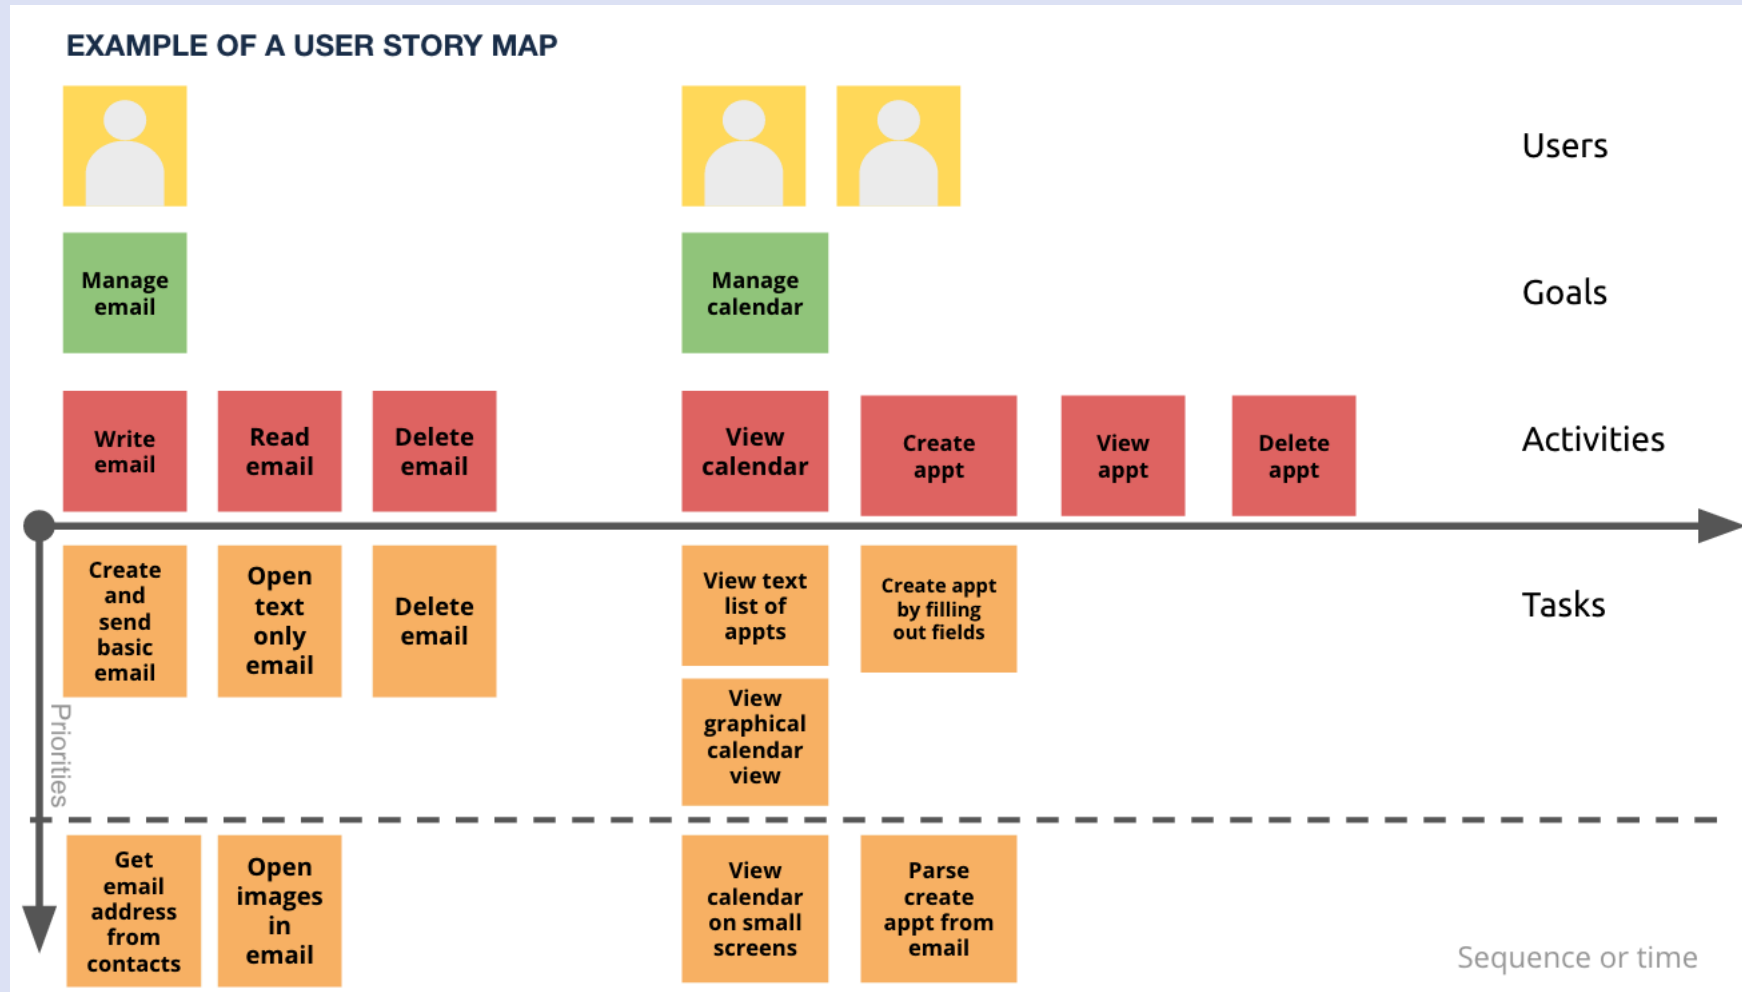 EXAMPLE OF A USER STORY MAP
Users
Manage
email
Manage
calendar
Goals
Write
email
Read
email
Delete
email
View
calendar
Create
appt
View
appt
Delete
appt
Activities
Create
and
send
basic
email
Open
text
only
email
Delete
email
View text
list of
appts
Create appt
by filling
out fields
Tasks
View
graphical
calendar
view
Priorities
Get
email
address
from
contacts
Open
images
in
email
View
calendar
on small
screens
Parse
create
appt from
email
Sequence or time